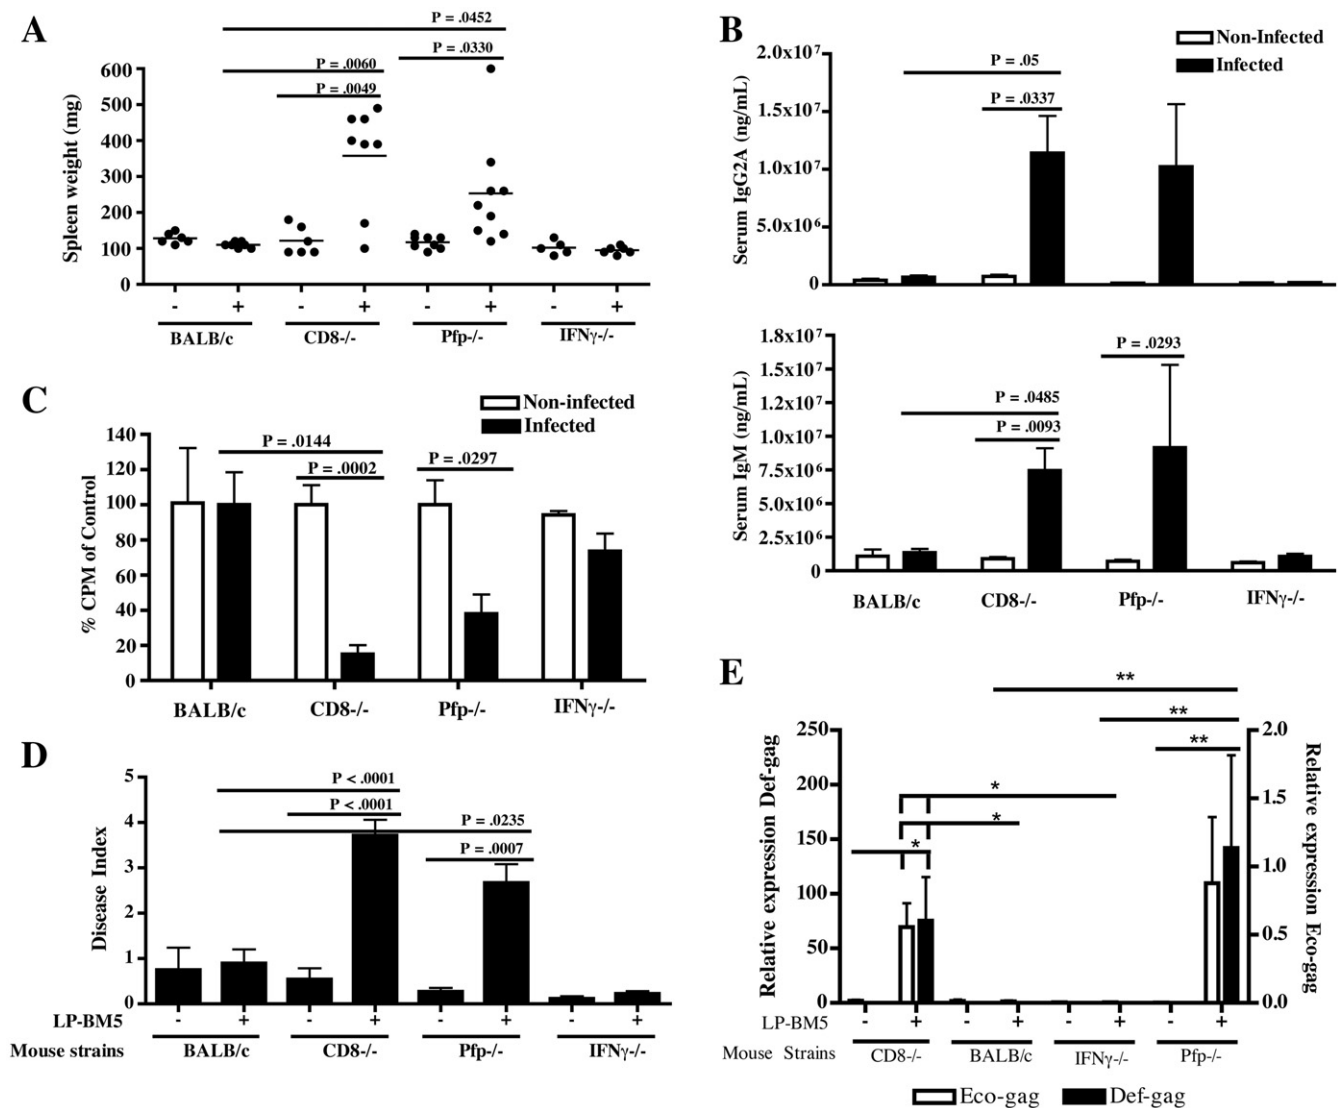 A
P = .0452
P = .0330
P = .0060
P = .0049
Spleen weight (mg)
600
500
400
300
200
100
0
- + - + - + - +
BALB/c CD8-/- Pfp-/- IFNγ-/-
B
Non-Infected
Infected
P = .05
P = .0337
Serum IgG2A (ng/mL)
2.0x10⁷
1.5x10⁷
1.0x10⁷
5.0x10⁶
0
P = .0293
P = .0485
P = .0093
Serum IgM (ng/mL)
1.8x10⁷
1.5x10⁷
1.2x10⁷
1.0x10⁷
7.5x10⁶
5.0x10⁶
2.5x10⁶
0
BALB/c CD8-/- Pfp-/- IFNγ-/-
C
Non-infected
Infected
P = .0144
P = .0002
P = .0297
% CPM of Control
140
120
100
80
60
40
20
0
BALB/c CD8-/- Pfp-/- IFNγ-/-
D
P < .0001
P < .0001
P = .0235
P = .0007
Disease Index
5
4
3
2
1
0
LP-BM5 - + - + - + - +
Mouse strains BALB/c CD8-/- Pfp-/- IFNγ-/-
E
**
**
**
*
*
*
Relative expression Def-gag
250
200
150
100
50
0
2.0
1.5
1.0
0.5
0.0
Relative expression Eco-gag
LP-BM5 - + - + - + - +
Mouse Strains CD8-/- BALB/c IFNγ-/- Pfp-/-
Eco-gag Def-gag